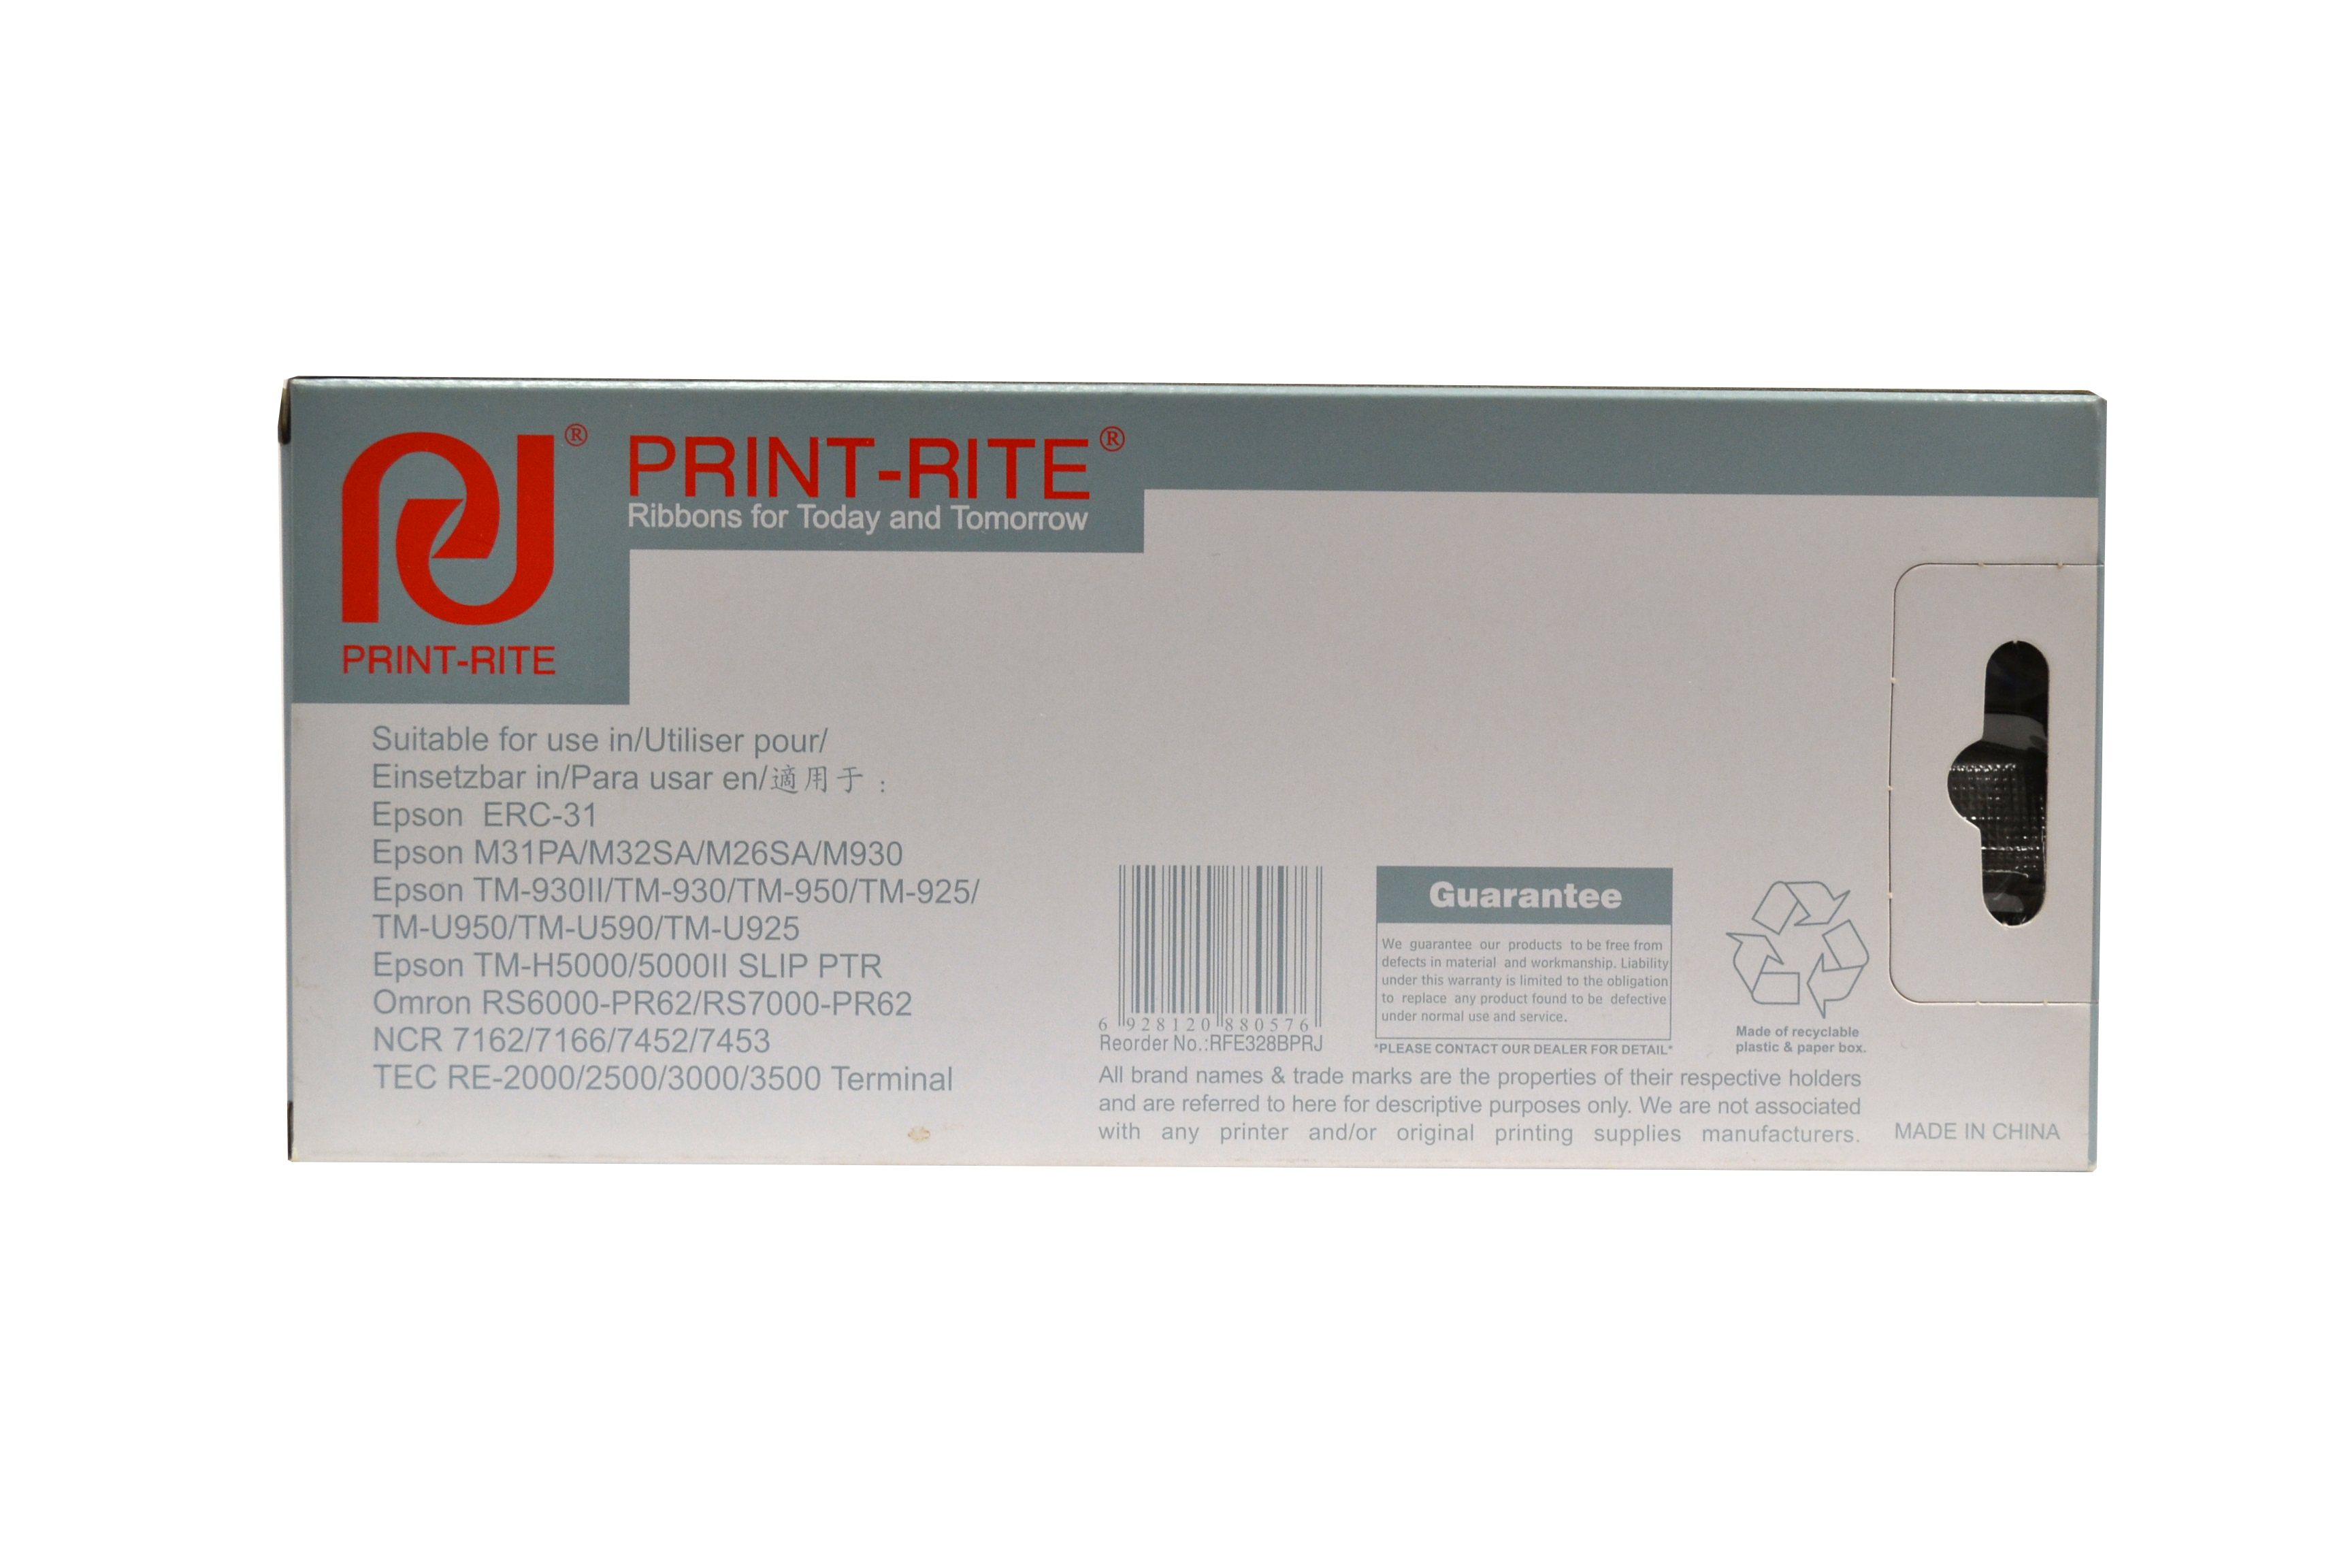 ®
PRINT-RITE
PRINT-RITE®
Ribbons for Today and Tomorrow
Suitable for use in/Utiliser pour/
Einsetzbar in/Para usar en/適用于：
Epson ERC-31
Epson M31PA/M32SA/M26SA/M930
Epson TM-930II/TM-930/TM-950/TM-925/
TM-U950/TM-U590/TM-U925
Epson TM-H5000/5000II SLIP PTR
Omron RS6000-PR62/RS7000-PR62
NCR 7162/7166/7452/7453
TEC RE-2000/2500/3000/3500 Terminal
6 928120 880576
Reorder No.:RFE328BPRJ
Guarantee
We guarantee our products to be free from
defects in material and workmanship. Liability
under this warranty is limited to the obligation
to replace any product found to be defective
under normal use and service.
*PLEASE CONTACT OUR DEALER FOR DETAIL*
Made of recyclable
plastic & paper box.
All brand names & trade marks are the properties of their respective holders
and are referred to here for descriptive purposes only. We are not associated
with any printer and/or original printing supplies manufacturers.
MADE IN CHINA